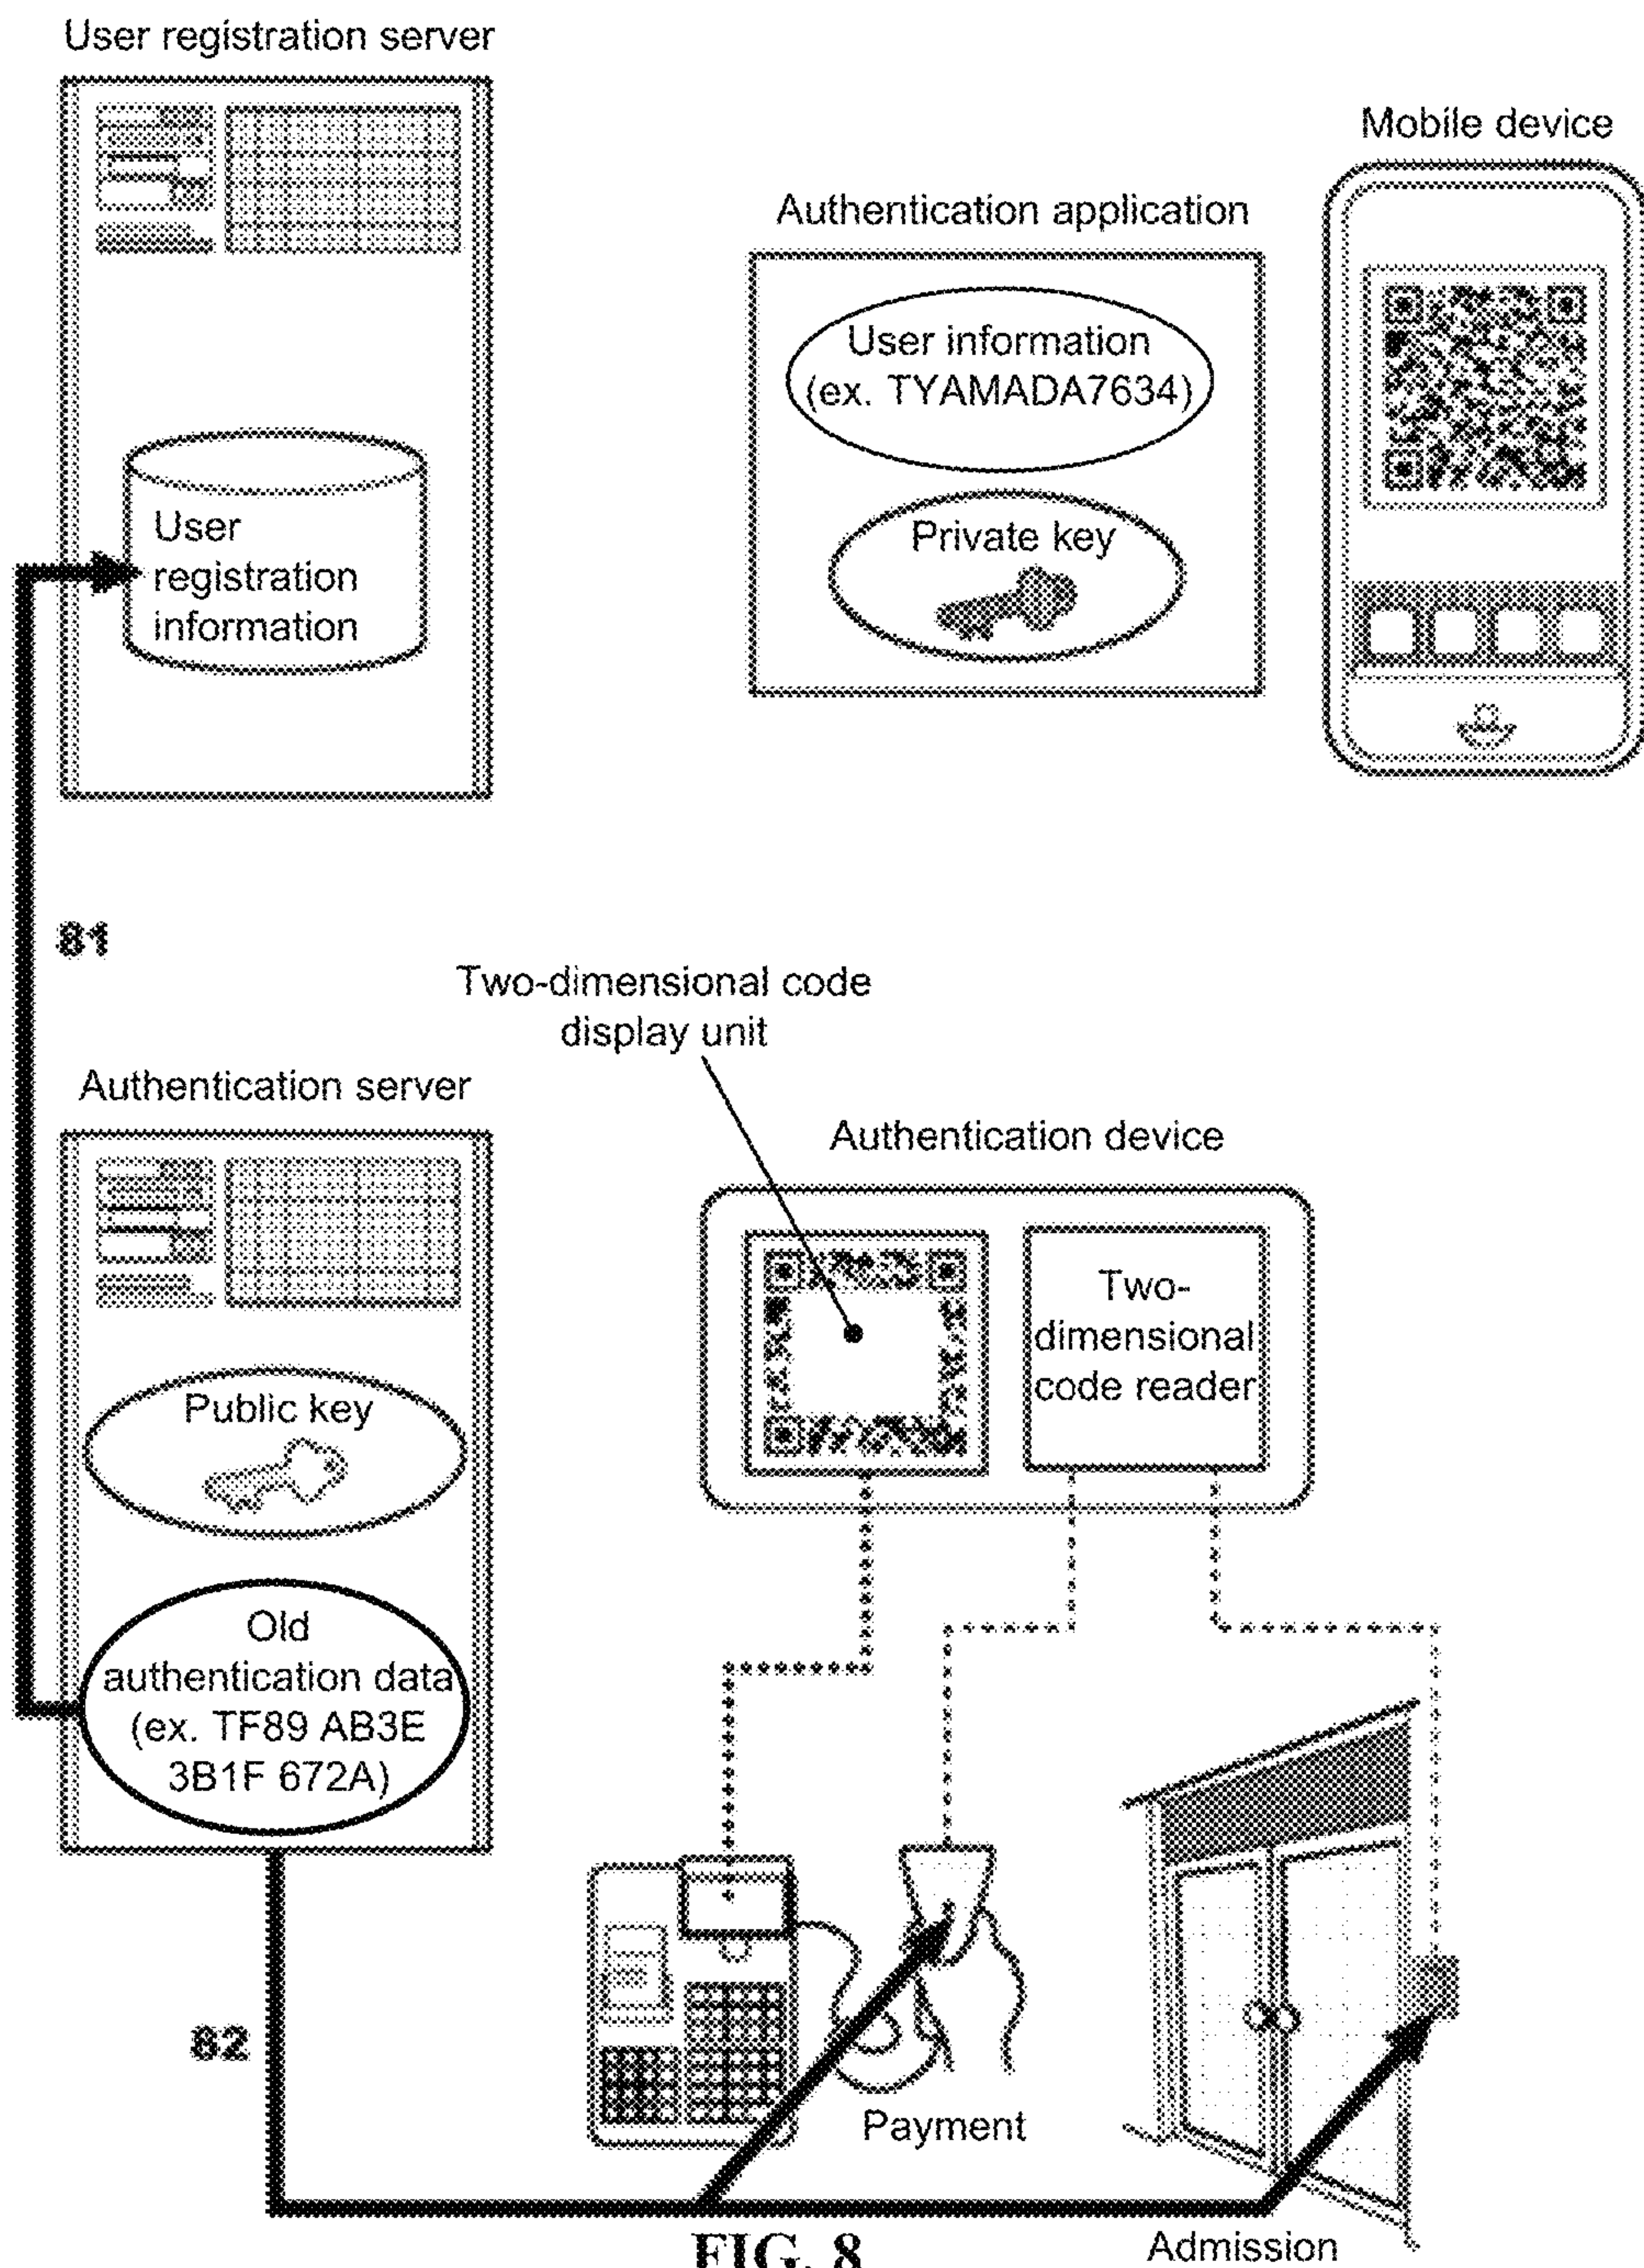 User registration server
Mobile device
Authentication application
User information
(ex. TYAMADA7634)
Private key
User
registration
information
81
Two-dimensional code
display unit
Authentication server
Authentication device
Two-
dimensional
code reader
Public key
Old
authentication data
(ex. TF89 AB3E
3B1F 672A)
82
Payment
Admission
FIG. 8